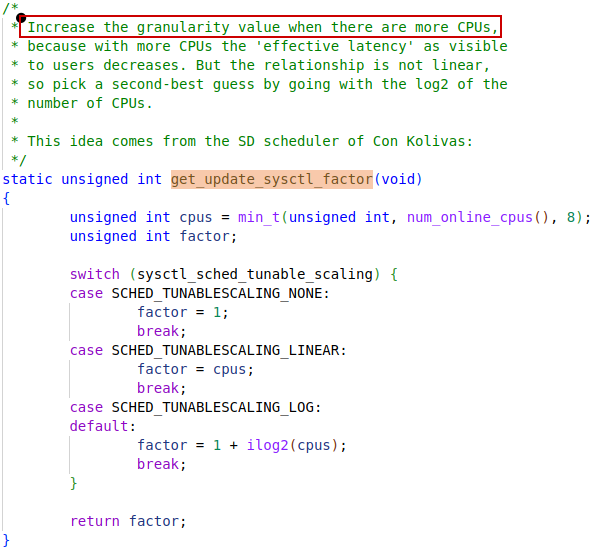 /*
 * Increase the granularity value when there are more CPUs,
 * because with more CPUs the 'effective latency' as visible
 * to users decreases. But the relationship is not linear,
 * so pick a second-best guess by going with the log2 of the
 * number of CPUs.
 *
 * This idea comes from the SD scheduler of Con Kolivas:
 */
static unsigned int get_update_sysctl_factor(void)
{
        unsigned int cpus = min_t(unsigned int, num_online_cpus(), 8);
        unsigned int factor;

        switch (sysctl_sched_tunable_scaling) {
        case SCHED_TUNABLESCALING_NONE:
                factor = 1;
                break;
        case SCHED_TUNABLESCALING_LINEAR:
                factor = cpus;
                break;
        case SCHED_TUNABLESCALING_LOG:
        default:
                factor = 1 + ilog2(cpus);
                break;
        }

        return factor;
}